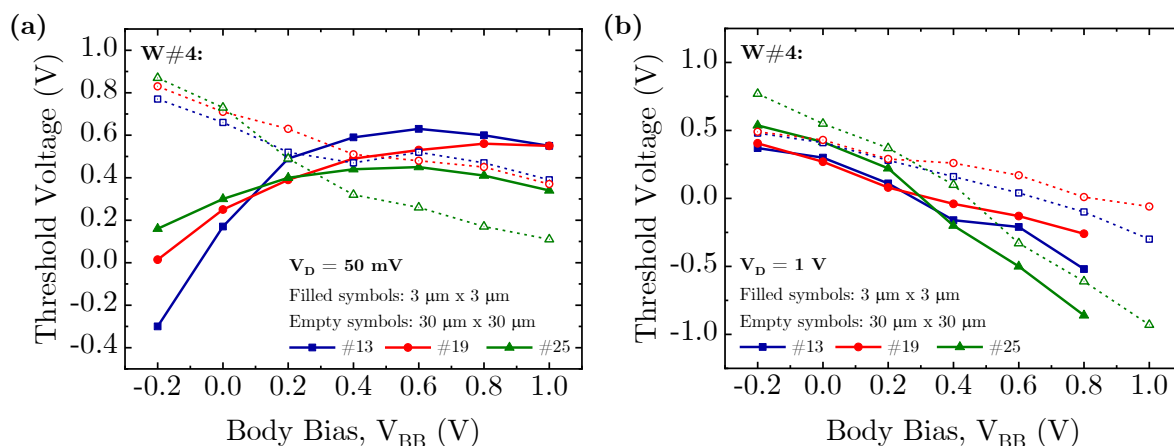 (a)
W#4:
Threshold Voltage (V)
1.0
0.8
0.6
0.4
0.2
0.0
-0.2
-0.4
V_D = 50 mV
Filled symbols: 3 μm x 3 μm
Empty symbols: 30 μm x 30 μm
#13 #19 #25
-0.2 0.0 0.2 0.4 0.6 0.8 1.0
Body Bias, V_BB (V)
(b)
W#4:
Threshold Voltage (V)
1.0
0.5
0.0
-0.5
-1.0
V_D = 1 V
Filled symbols: 3 μm x 3 μm
Empty symbols: 30 μm x 30 μm
#13 #19 #25
-0.2 0.0 0.2 0.4 0.6 0.8 1.0
Body Bias, V_BB (V)